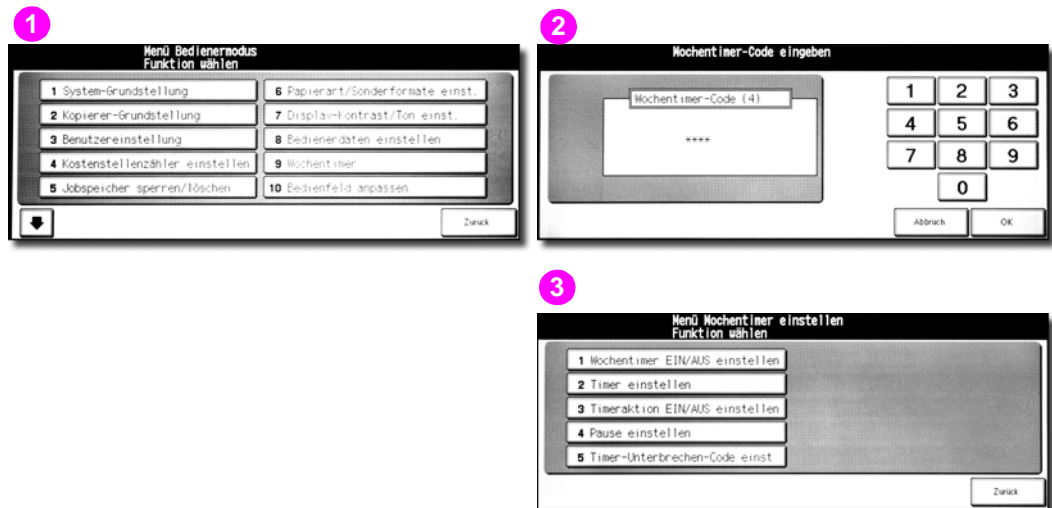 1
Menü Bedienermodus
Funktion wählen
1 System-Grundstellung
2 Kopierer-Grundstellung
3 Benutzereinstellung
4 Kostenstellenzähler einstellen
5 Jobspeicher sperren/löschen
6 Papierart/Sonderformate einst.
7 Display-Kontrast/Ton einst.
8 Bedienerdaten einstellen
9 Wochentimer
10 Bedienfeld anpassen
Zurück
2
Wochentimer-Code eingeben
Wochentimer-Code (4)
****
1 2 3
4 5 6
7 8 9
0
Abbruch OK
3
Menü Wochentimer einstellen
Funktion wählen
1 Wochentimer EIN/AUS einstellen
2 Timer einstellen
3 Timeraktion EIN/AUS einstellen
4 Pause einstellen
5 Timer-Unterbrechen-Code einst
Zurück